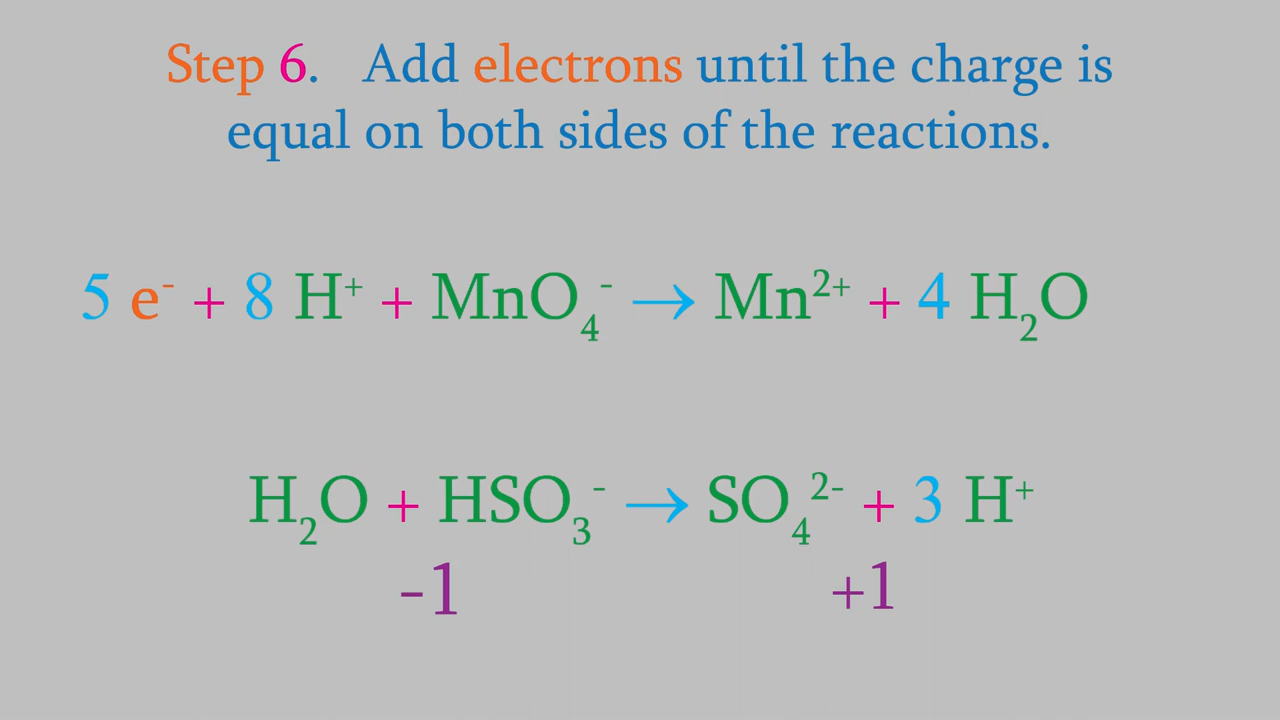 Step 6. Add electrons until the charge is
equal on both sides of the reactions.
5 e⁻ + 8 H⁺ + MnO₄⁻ → Mn²⁺ + 4 H₂O
H₂O + HSO₃⁻ → SO₄²⁻ + 3 H⁺
-1 +1